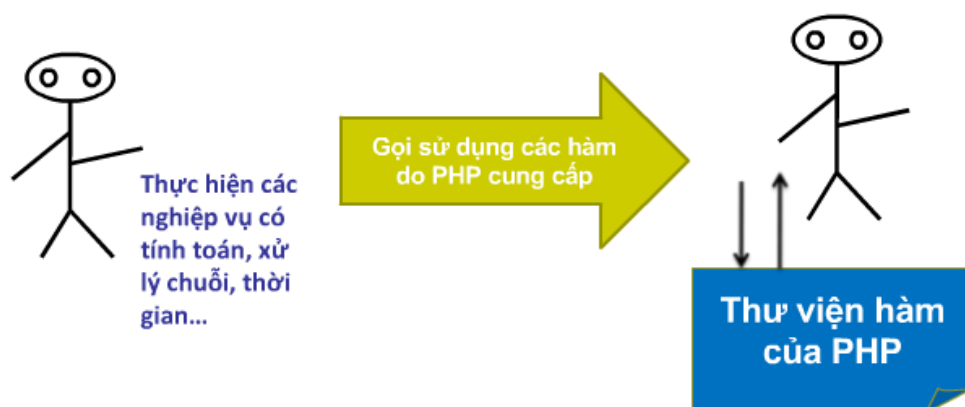 Thực hiện các
nghiệp vụ có
tính toán, xử
lý chuỗi, thời
gian...
Gọi sử dụng các hàm
do PHP cung cấp
Thư viện hàm
của PHP